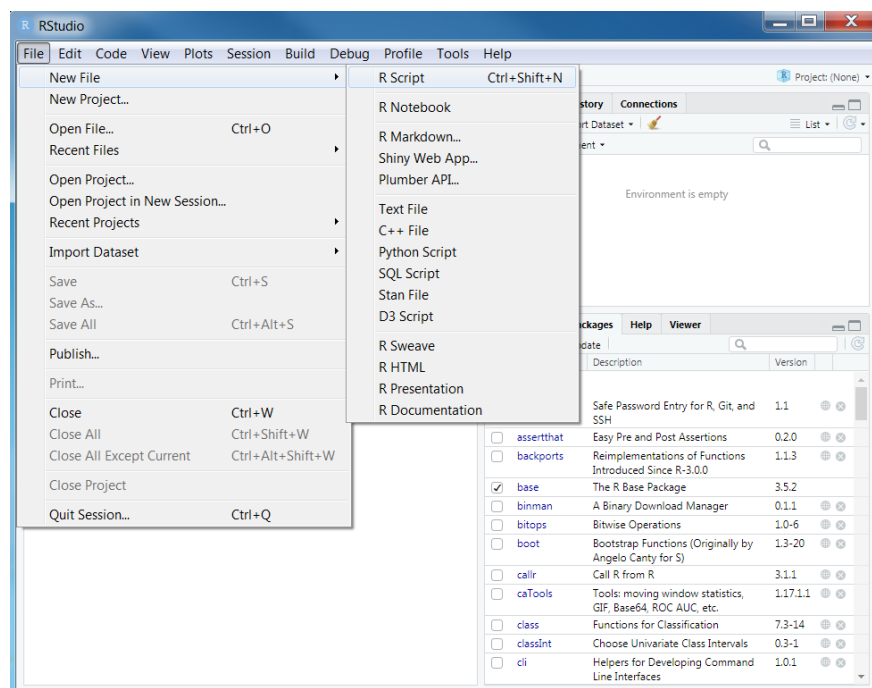 RStudio
File Edit Code View Plots Session Build Debug Profile Tools Help
New File
New Project...
Open File... Ctrl+O
Recent Files
Open Project...
Open Project in New Session...
Recent Projects
Import Dataset
Save Ctrl+S
Save As...
Save All Ctrl+Alt+S
Publish...
Print...
Close Ctrl+W
Close All Ctrl+Shift+W
Close All Except Current Ctrl+Alt+Shift+W
Close Project
Quit Session... Ctrl+Q
R Script Ctrl+Shift+N
R Notebook
R Markdown...
Shiny Web App...
Plumber API...
Text File
C++ File
Python Script
SQL Script
Stan File
D3 Script
R Sweave
R HTML
R Presentation
R Documentation
Project: (None)
story Connections
rt Dataset List
ent
Environment is empty
ckages Help Viewer
date
Description Version
Safe Password Entry for R, Git, and SSH 1.1
assertthat Easy Pre and Post Assertions 0.2.0
backports Reimplementations of Functions Introduced Since R-3.0.0 1.1.3
base The R Base Package 3.5.2
binman A Binary Download Manager 0.1.1
bitops Bitwise Operations 1.0-6
boot Bootstrap Functions (Originally by Angelo Canty for S) 1.3-20
callr Call R from R 3.1.1
caTools Tools: moving window statistics, GIF, Base64, ROC AUC, etc. 1.17.1.1
class Functions for Classification 7.3-14
classInt Choose Univariate Class Intervals 0.3-1
cli Helpers for Developing Command Line Interfaces 1.0.1